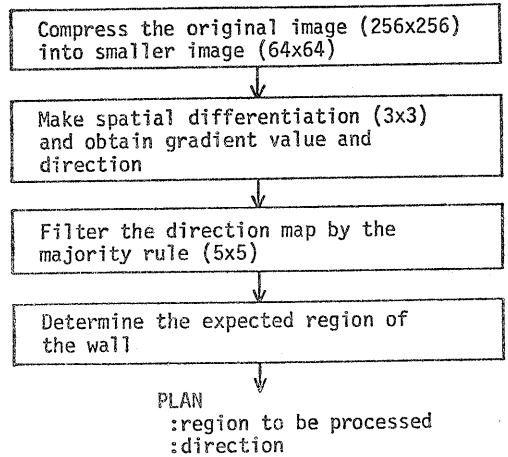 Compress the original image (256x256)
into smaller image (64x64)
Make spatial differentiation (3x3)
and obtain gradient value and
direction
Filter the direction map by the
majority rule (5x5)
Determine the expected region of
the wall
PLAN
:region to be processed
:direction